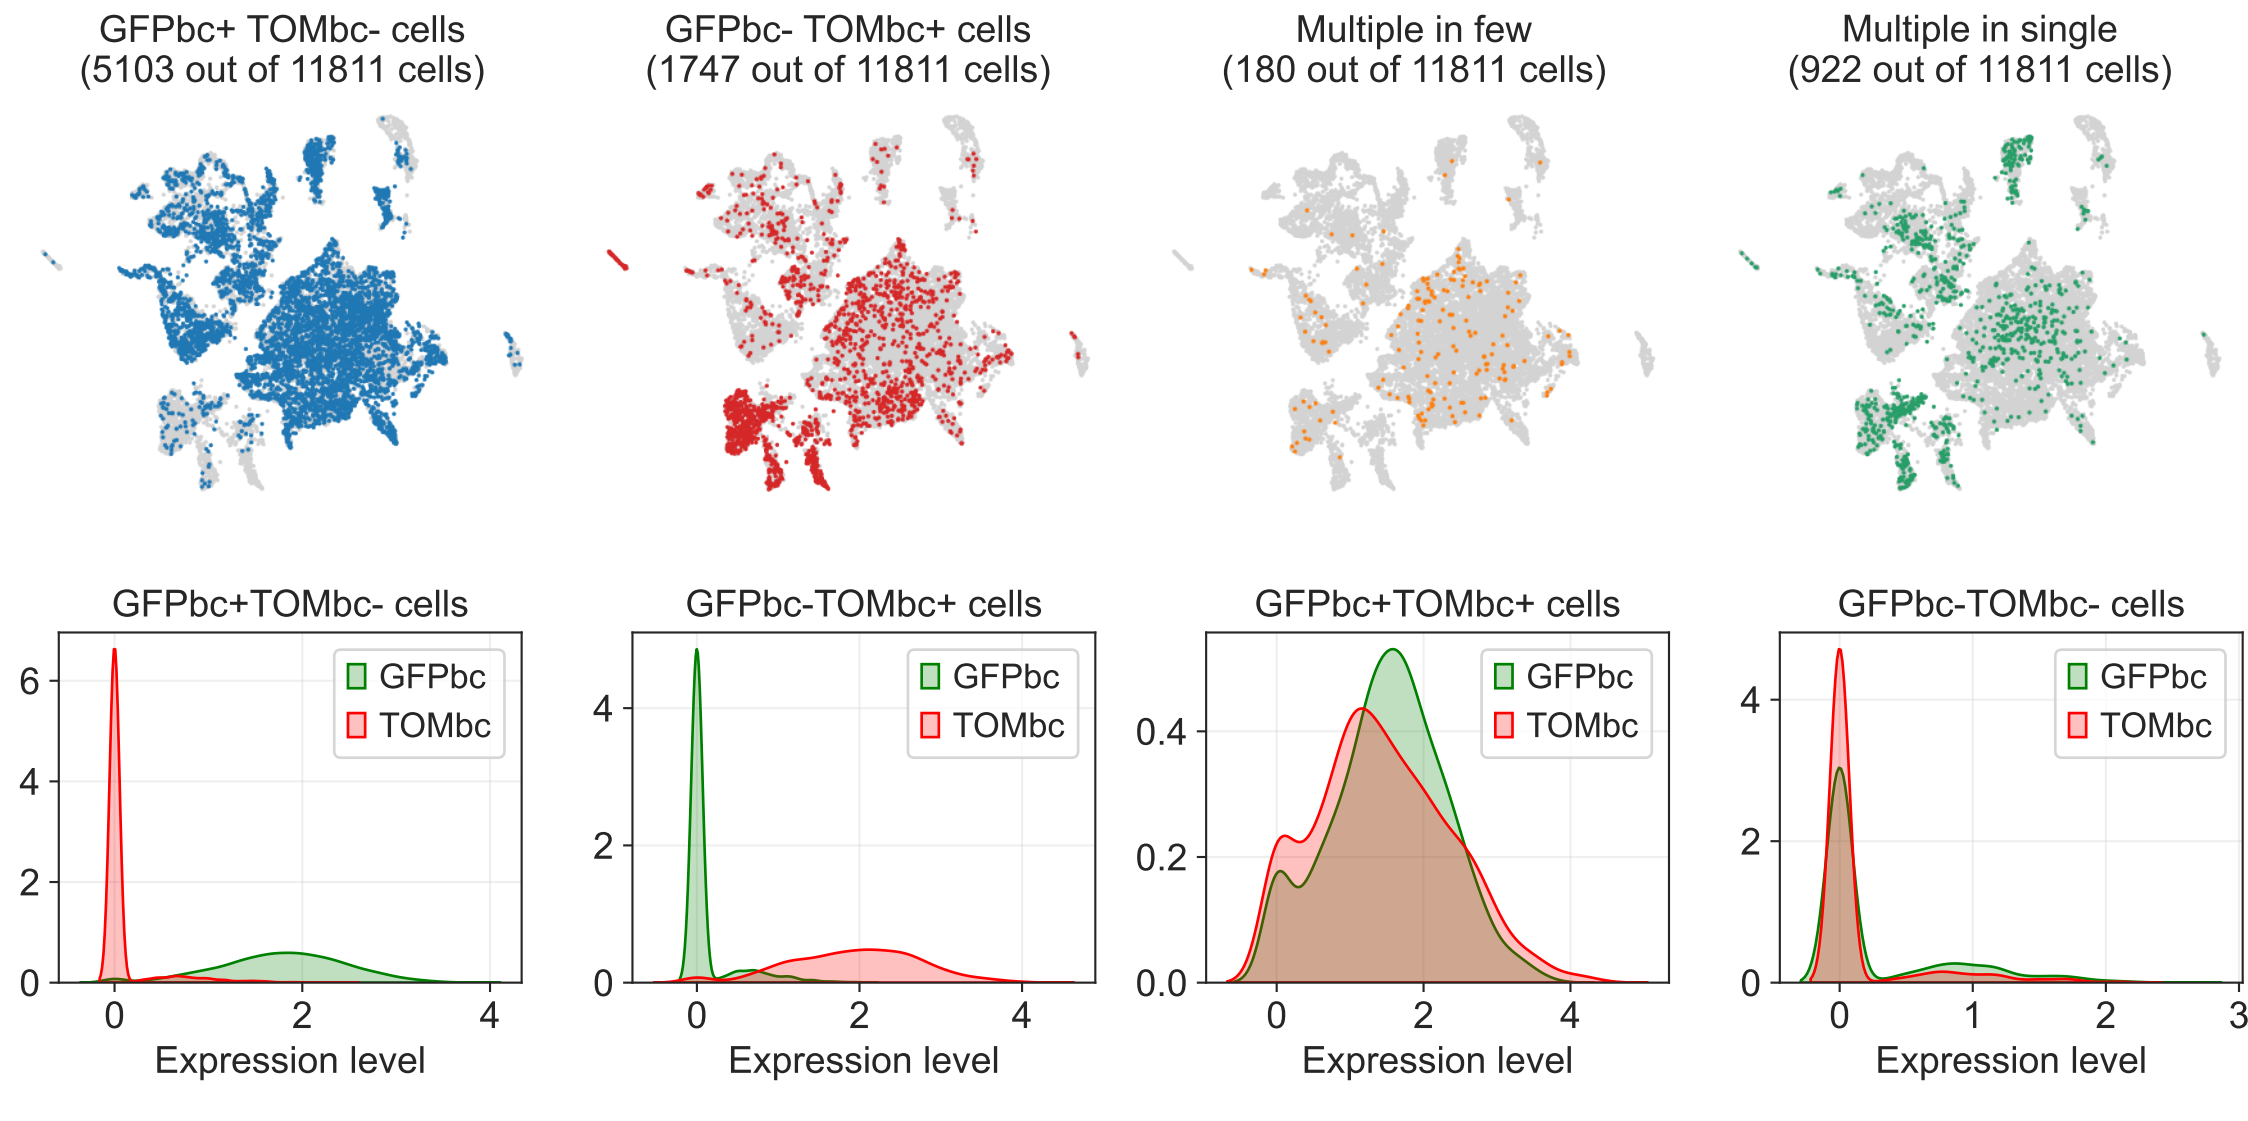 GFPbc+ TOMbc- cells
(5103 out of 11811 cells)
GFPbc- TOMbc+ cells
(1747 out of 11811 cells)
Multiple in few
(180 out of 11811 cells)
Multiple in single
(922 out of 11811 cells)
GFPbc+TOMbc- cells
6
4
2
0
GFPbc
TOMbc
0 2 4
Expression level
GFPbc-TOMbc+ cells
4
2
0
GFPbc
TOMbc
0 2 4
Expression level
GFPbc+TOMbc+ cells
0.4
0.2
0.0
GFPbc
TOMbc
0 2 4
Expression level
GFPbc-TOMbc- cells
4
2
0
GFPbc
TOMbc
0 1 2 3
Expression level